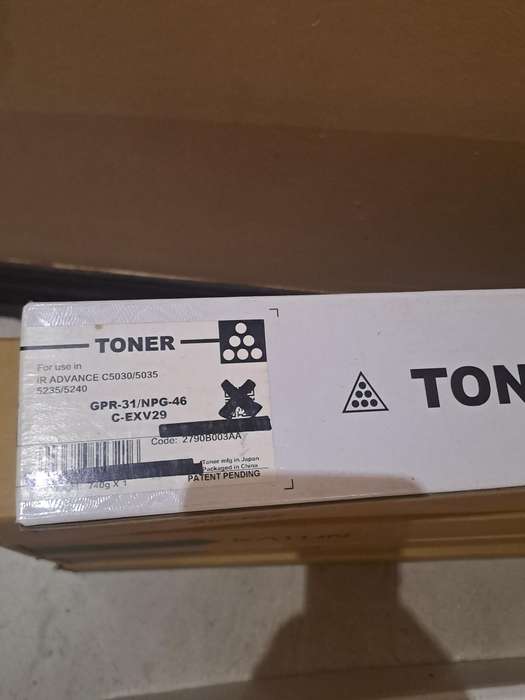 TONER
For use in
IR ADVANCE C5030/5035
5235/5240
GPR-31/NPG-46
C-EXV29
Code: 2790B003AA
Toner mfg in Japan
Packaged in China
740g X 1
PATENT PENDING
TON